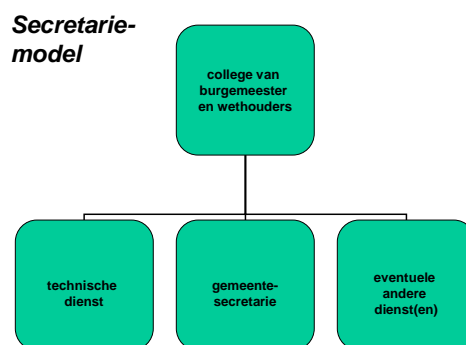 Secretarie-
model
college van
burgemeester
en wethouders
technische
dienst
gemeente-
secretarie
eventuele
andere
dienst(en)